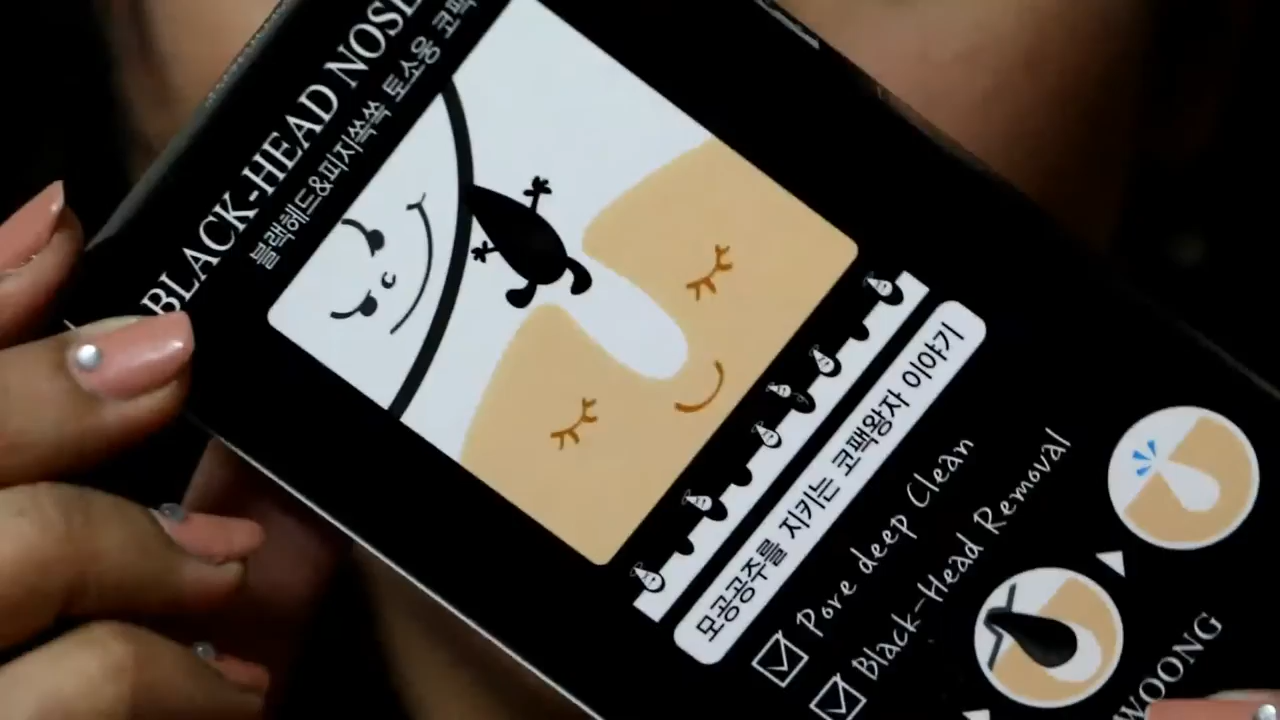 BLACK-HEAD NOSE
블랙헤드&피지쏙쏙 토소웅 코팩
모공공주를 지키는 코팩왕자 이야기
☑ Pore deep Clean
☑ Black-Head Removal
WOONG